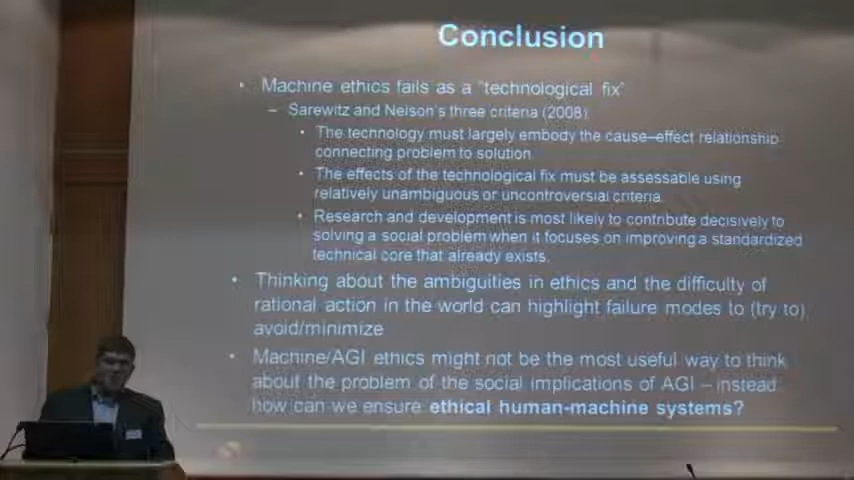 Conclusion
• Machine ethics fails as a "technological fix"
– Sarewitz and Nelson's three criteria (2008)
• The technology must largely embody the cause–effect relationship
connecting problem to solution.
• The effects of the technological fix must be assessable using
relatively unambiguous or uncontroversial criteria.
• Research and development is most likely to contribute decisively to
solving a social problem when it focuses on improving a standardized
technical core that already exists.
• Thinking about the ambiguities in ethics and the difficulty of
rational action in the world can highlight failure modes to (try to)
avoid/minimize
• Machine/AGI ethics might not be the most useful way to think
about the problem of the social implications of AGI – instead
how can we ensure ethical human-machine systems?